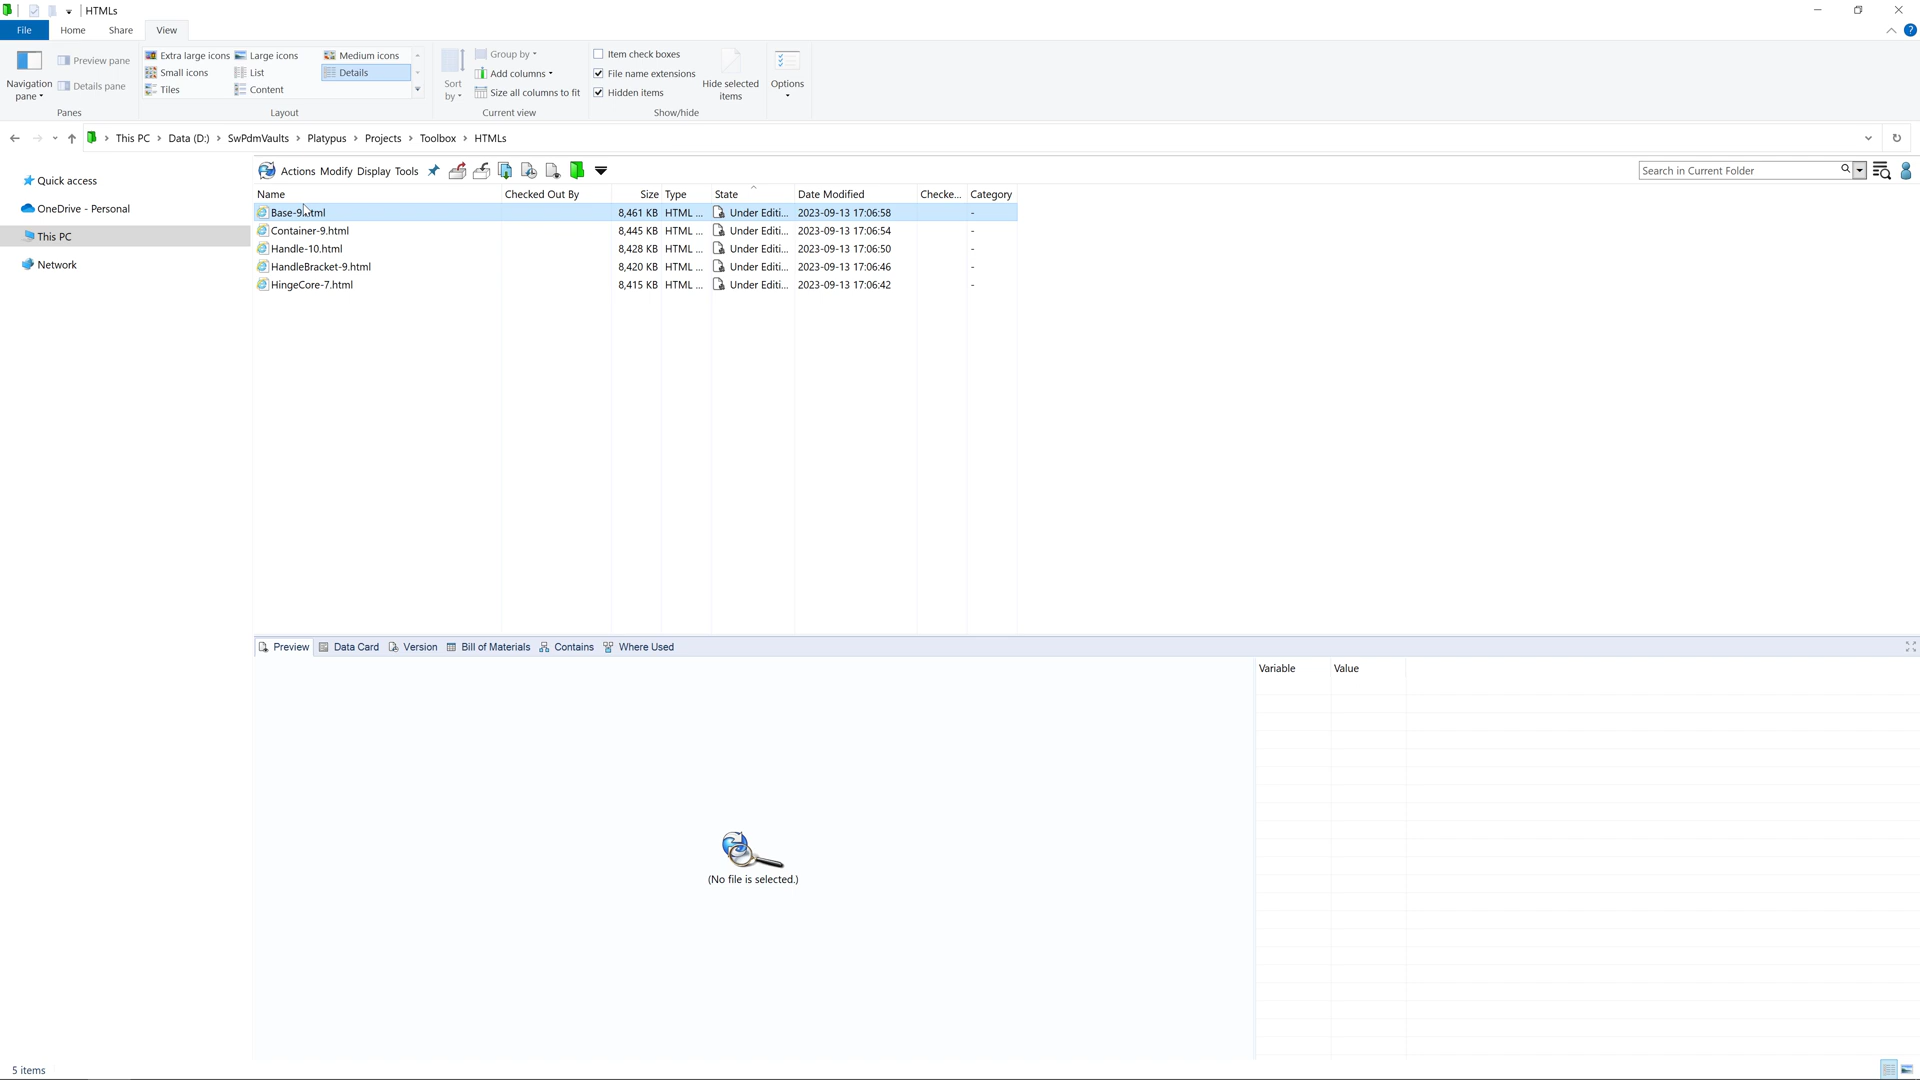 HTMLs
File Home Share View
Navigation pane
Preview pane
Details pane
Panes
Extra large icons Large icons Medium icons
Small icons List Details
Tiles Content
Layout
Sort by
Group by
Add columns
Size all columns to fit
Current view
Item check boxes
File name extensions
Hidden items
Hide selected items
Show/hide
Options
This PC > Data (D:) > SwPdmVaults > Platypus > Projects > Toolbox > HTMLs
Quick access
OneDrive - Personal
This PC
Network
Actions Modify Display Tools
Search in Current Folder
Name Checked Out By Size Type State Date Modified Checke... Category
Base-9.html 8,461 KB HTML ... Under Editi... 2023-09-13 17:06:58 -
Container-9.html 8,445 KB HTML ... Under Editi... 2023-09-13 17:06:54 -
Handle-10.html 8,428 KB HTML ... Under Editi... 2023-09-13 17:06:50 -
HandleBracket-9.html 8,420 KB HTML ... Under Editi... 2023-09-13 17:06:46 -
HingeCore-7.html 8,415 KB HTML ... Under Editi... 2023-09-13 17:06:42 -
Preview Data Card Version Bill of Materials Contains Where Used
Variable Value
(No file is selected.)
5 items